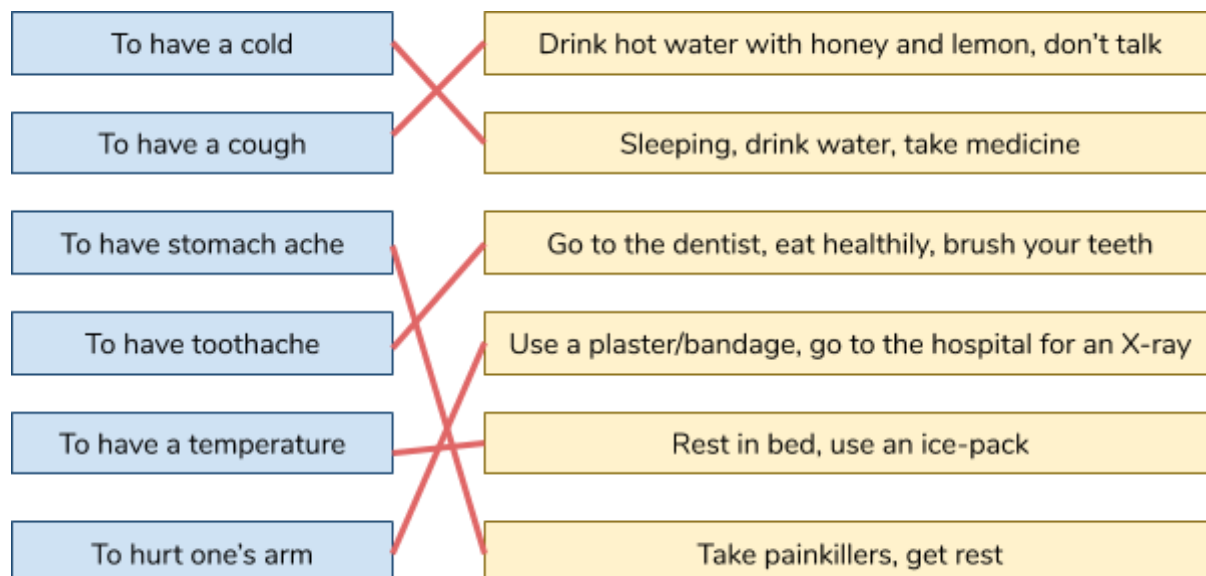 To have a cold
Drink hot water with honey and lemon, don’t talk
To have a cough
Sleeping, drink water, take medicine
To have stomach ache
Go to the dentist, eat healthily, brush your teeth
To have toothache
Use a plaster/bandage, go to the hospital for an X-ray
To have a temperature
Rest in bed, use an ice-pack
To hurt one’s arm
Take painkillers, get rest